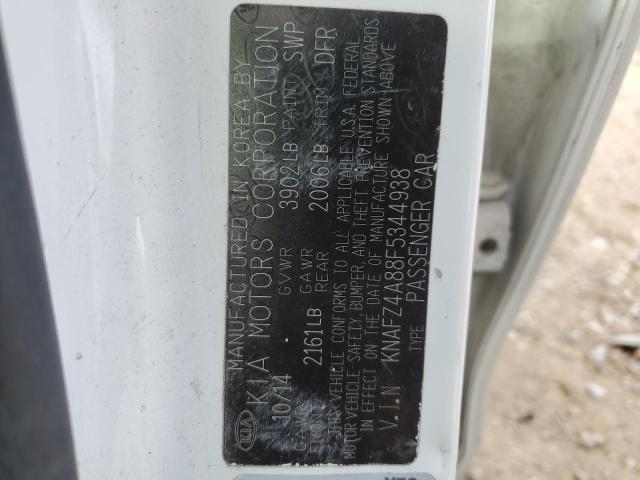 MANUFACTURED IN KOREA BY
KIA MOTORS CORPORATION
KIA
10/14 GVWR 3902LB PAINT SWP
GAWR FRONT 2161LB GAWR REAR 2006LB TRIM DFR
THIS VEHICLE CONFORMS TO ALL APPLICABLE U.S.A. FEDERAL
MOTOR VEHICLE SAFETY, BUMPER, AND THEFT PREVENTION STANDARDS
IN EFFECT ON THE DATE OF MANUFACTURE SHOWN ABOVE
V.I.N KNAFZ4A88F5344938
TYPE PASSENGER CAR